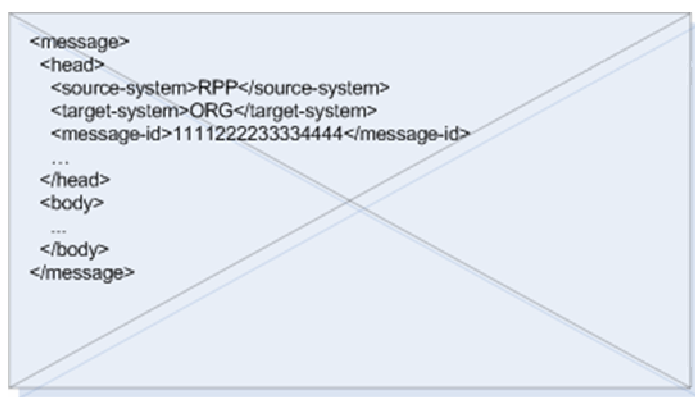 <message>
<head>
<source-system>RPP</source-system>
<target-system>ORG</target-system>
<message-id>1111222233334444</message-id>
...
</head>
<body>
...
</body>
</message>